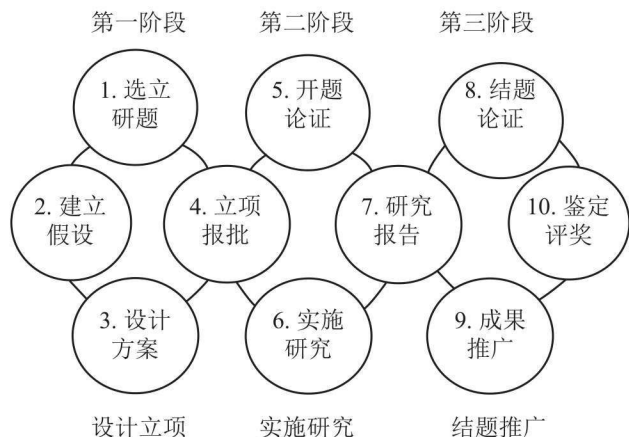 第一阶段
第二阶段
第三阶段
1. 选立
研题
5. 开题
论证
8. 结题
论证
2. 建立
假设
4. 立项
报批
7. 研究
报告
10. 鉴定
评奖
3. 设计
方案
6. 实施
研究
9. 成果
推广
设计立项
实施研究
结题推广